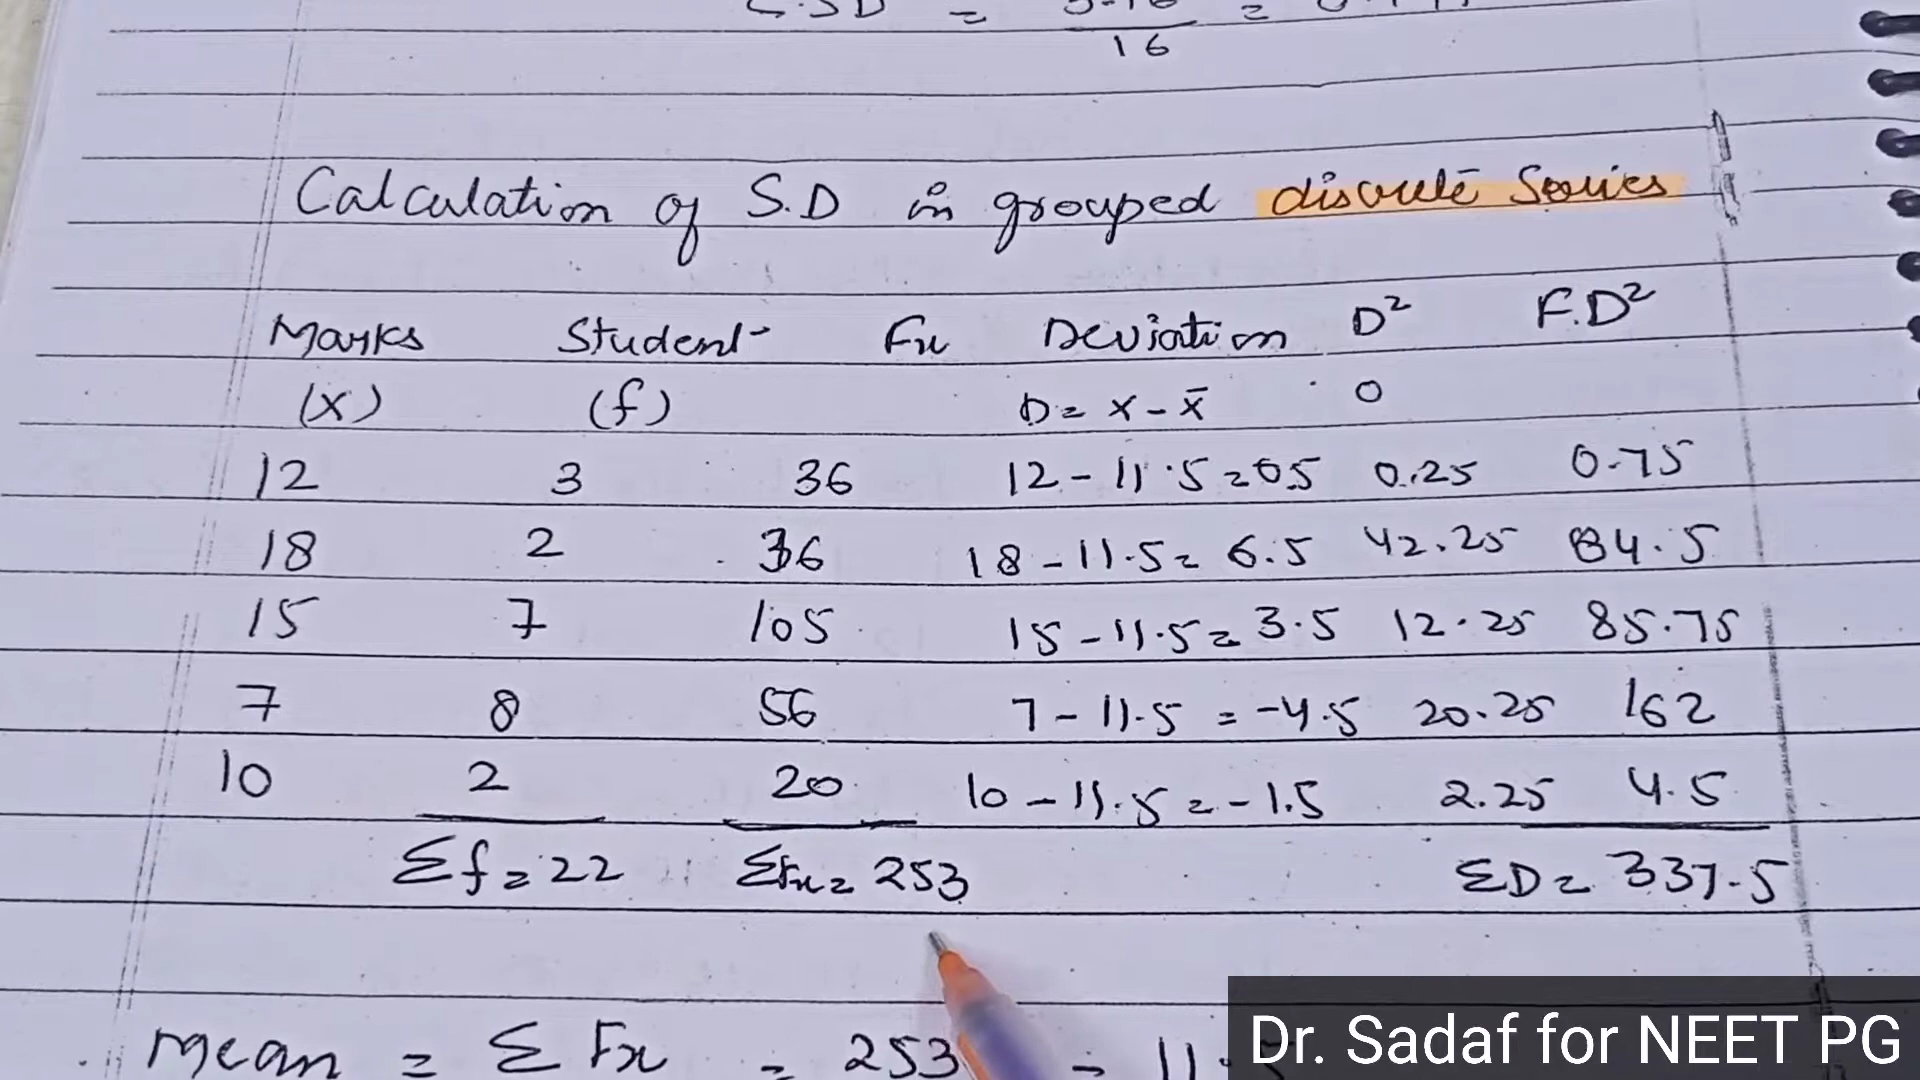 16
Calculation of S.D in grouped discrete Series
Marks Student Fx Deviation D² F.D²
(x) (f) D = x - x̄ 0
12 3 36 12 - 11.5 = 0.5 0.25 0.75
18 2 36 18 - 11.5 = 6.5 42.25 84.5
15 7 105 15 - 11.5 = 3.5 12.25 85.75
7 8 56 7 - 11.5 = -4.5 20.25 162
10 2 20 10 - 11.5 = -1.5 2.25 4.5
Σf = 22 ΣFx = 253 ΣD = 337.5
Mean = Σ Fx = 253 = 11.5
Dr. Sadaf for NEET PG